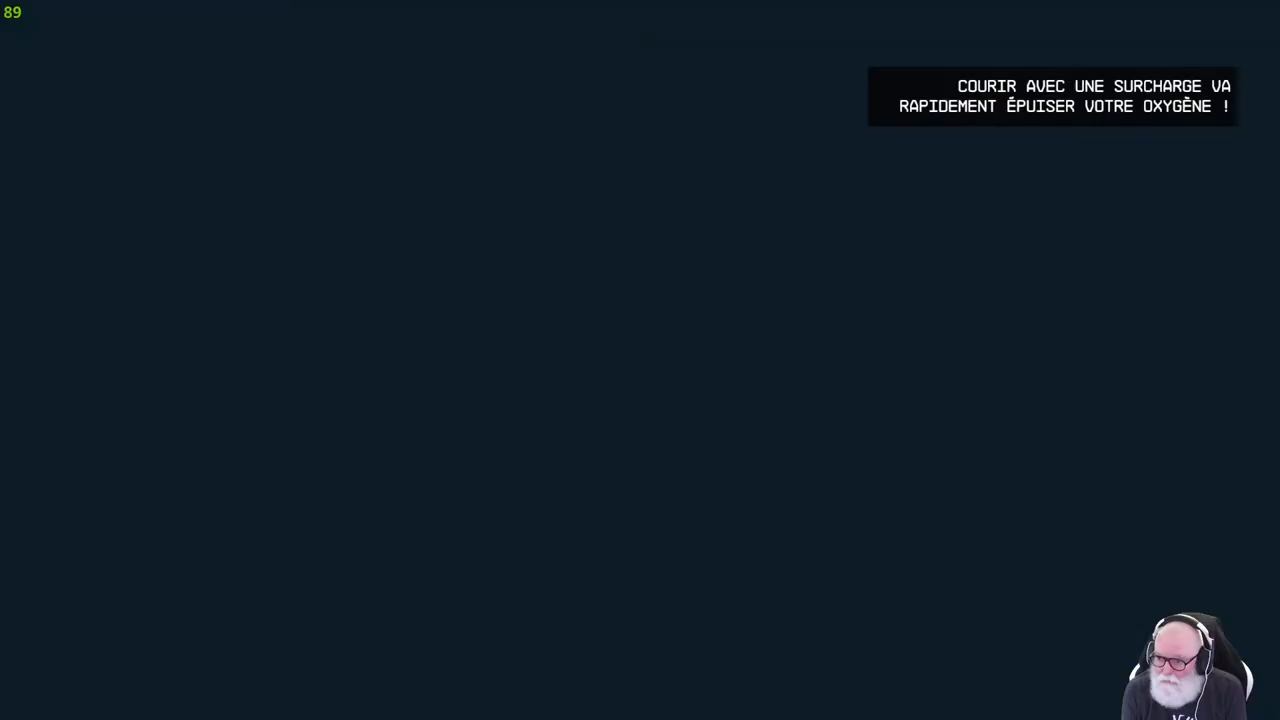 89
COURIR AVEC UNE SURCHARGE VA
RAPIDEMENT ÉPUISER VOTRE OXYGÈNE !